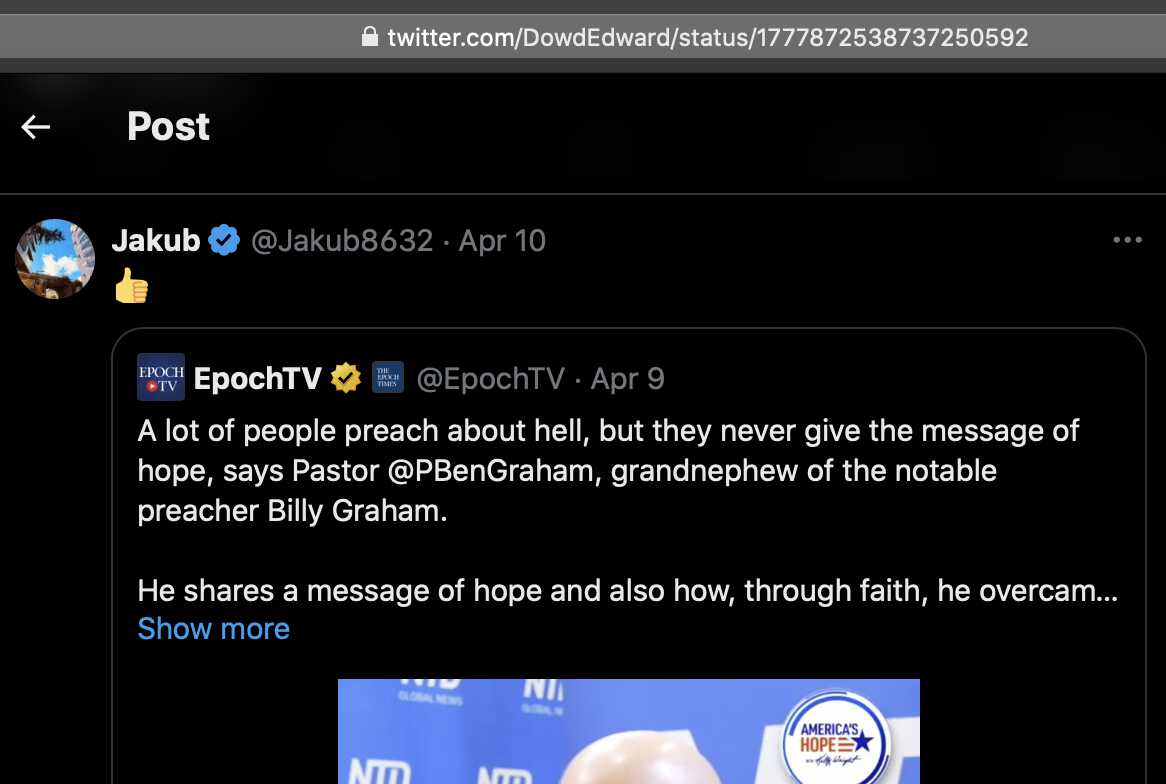 twitter.com/DowdEdward/status/1777872538737250592
Post
Jakub @Jakub8632 · Apr 10
👍
EPOCH
TV
EpochTV
THE
EPOCH
TIMES
@EpochTV · Apr 9
A lot of people preach about hell, but they never give the message of
hope, says Pastor @PBenGraham, grandnephew of the notable
preacher Billy Graham.
He shares a message of hope and also how, through faith, he overcam...
Show more
NTD
GLOBAL NEWS
AMERICA'S
HOPE
NTD
NTD